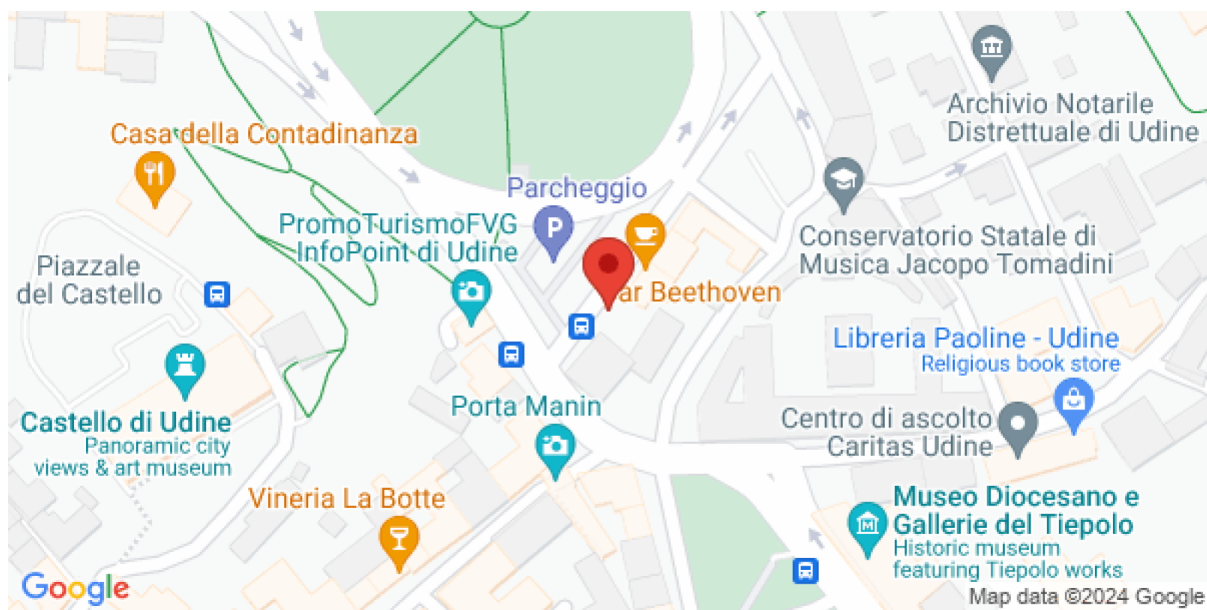 Archivio Notarile
Distrettuale di Udine
Casa della Contadinanza
Parcheggio
P
PromoTurismoFVG
InfoPoint di Udine
Conservatorio Statale di
Musica Jacopo Tomadini
Piazzale
del Castello
ar Beethoven
Libreria Paoline - Udine
Religious book store
Porta Manin
Castello di Udine
Panoramic city
views & art museum
Centro di ascolto
Caritas Udine
Vineria La Botte
Museo Diocesano e
Gallerie del Tiepolo
Historic museum
featuring Tiepolo works
Google
Map data ©2024 Google